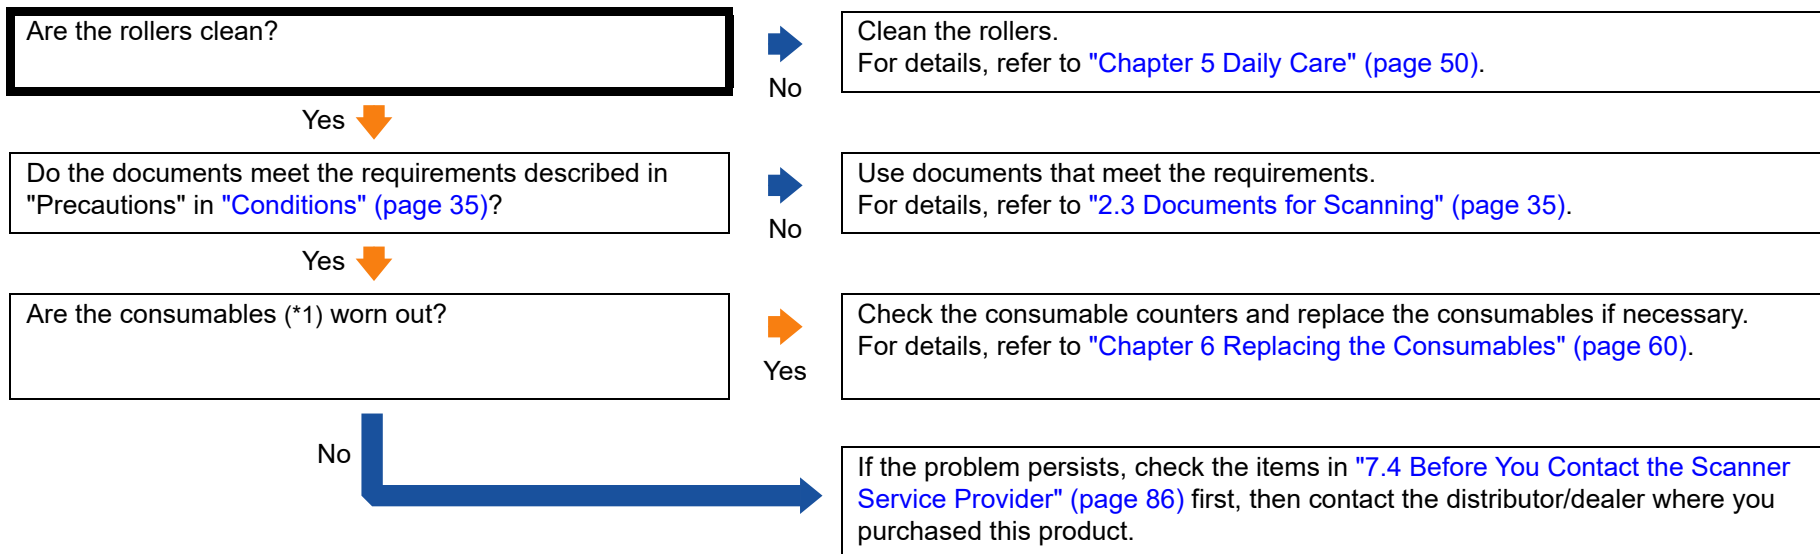 Are the rollers clean?
No
Clean the rollers.
For details, refer to "Chapter 5 Daily Care" (page 50).
Yes
Do the documents meet the requirements described in
"Precautions" in "Conditions" (page 35)?
No
Use documents that meet the requirements.
For details, refer to "2.3 Documents for Scanning" (page 35).
Yes
Are the consumables (*1) worn out?
Yes
Check the consumable counters and replace the consumables if necessary.
For details, refer to "Chapter 6 Replacing the Consumables" (page 60).
No
If the problem persists, check the items in "7.4 Before You Contact the Scanner
Service Provider" (page 86) first, then contact the distributor/dealer where you
purchased this product.